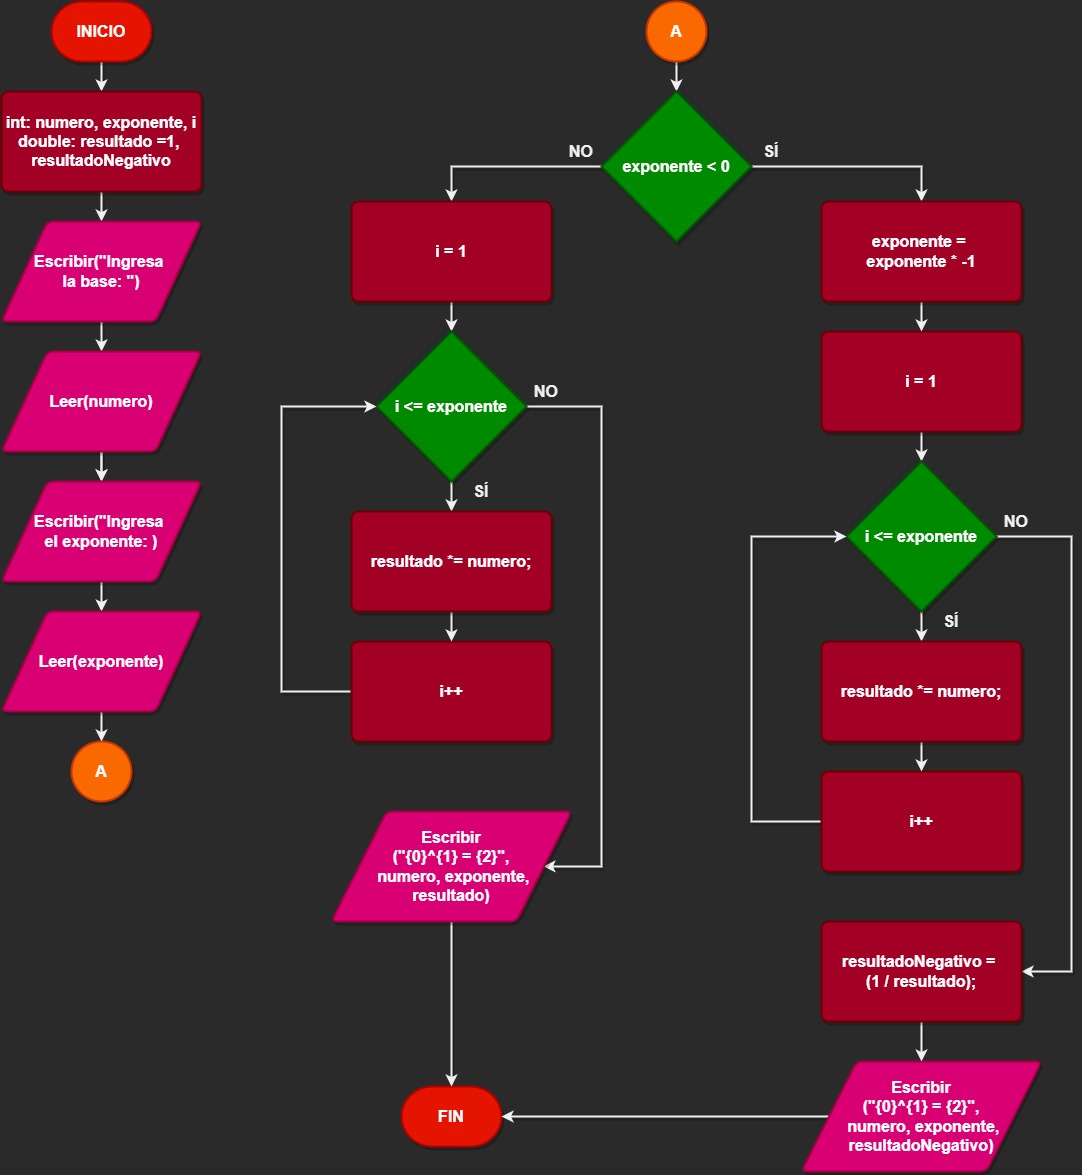 INICIO
int: numero, exponente, i
double: resultado =1,
resultadoNegativo
Escribir("Ingresa
la base: ")
Leer(numero)
Escribir("Ingresa
el exponente: )
Leer(exponente)
A
A
exponente < 0
NO
SÍ
i = 1
i <= exponente
NO
SÍ
resultado *= numero;
i++
Escribir
("{0}^{1} = {2}",
numero, exponente,
resultado)
exponente =
exponente * -1
i = 1
i <= exponente
NO
SÍ
resultado *= numero;
i++
resultadoNegativo =
(1 / resultado);
Escribir
("{0}^{1} = {2}",
numero, exponente,
resultadoNegativo)
FIN